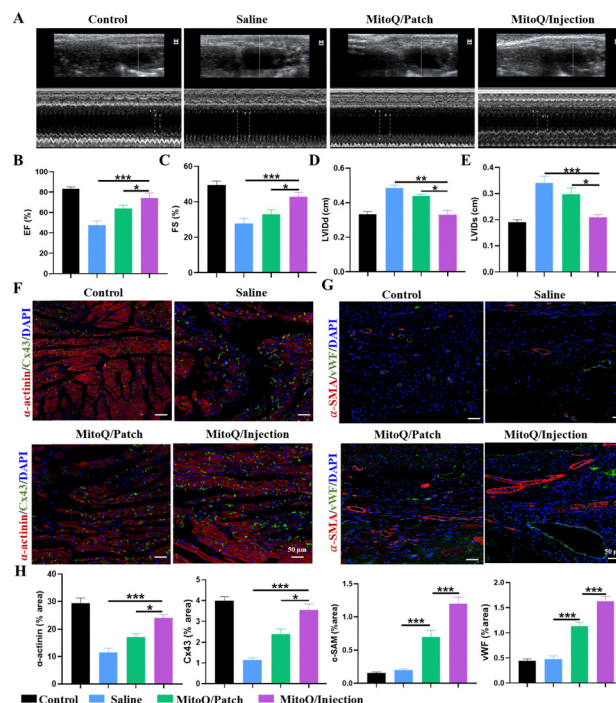 A
Control
Saline
MitoQ/Patch
MitoQ/Injection
B
EF (%)
100
80
60
40
20
0
***
*
C
FS (%)
60
40
20
0
***
*
D
LVIDd (cm)
0.6
0.4
0.2
0.0
**
*
E
LVIDs (cm)
0.4
0.3
0.2
0.1
0.0
***
*
F
Control
Saline
α-actinin/Cx43/DAPI
MitoQ/Patch
MitoQ/Injection
α-actinin/Cx43/DAPI
50 μm
G
Control
Saline
α-SMA/vWF/DAPI
MitoQ/Patch
MitoQ/Injection
α-SMA/vWF/DAPI
50 μm
H
α-actinin (% area)
40
30
20
10
0
***
*
Cx43 (% area)
5
4
3
2
1
0
***
*
α-SAM (%area)
1.5
1.0
0.5
0.0
***
***
vWF (%area)
2.0
1.5
1.0
0.5
0.0
***
***
Control
Saline
MitoQ/Patch
MitoQ/Injection